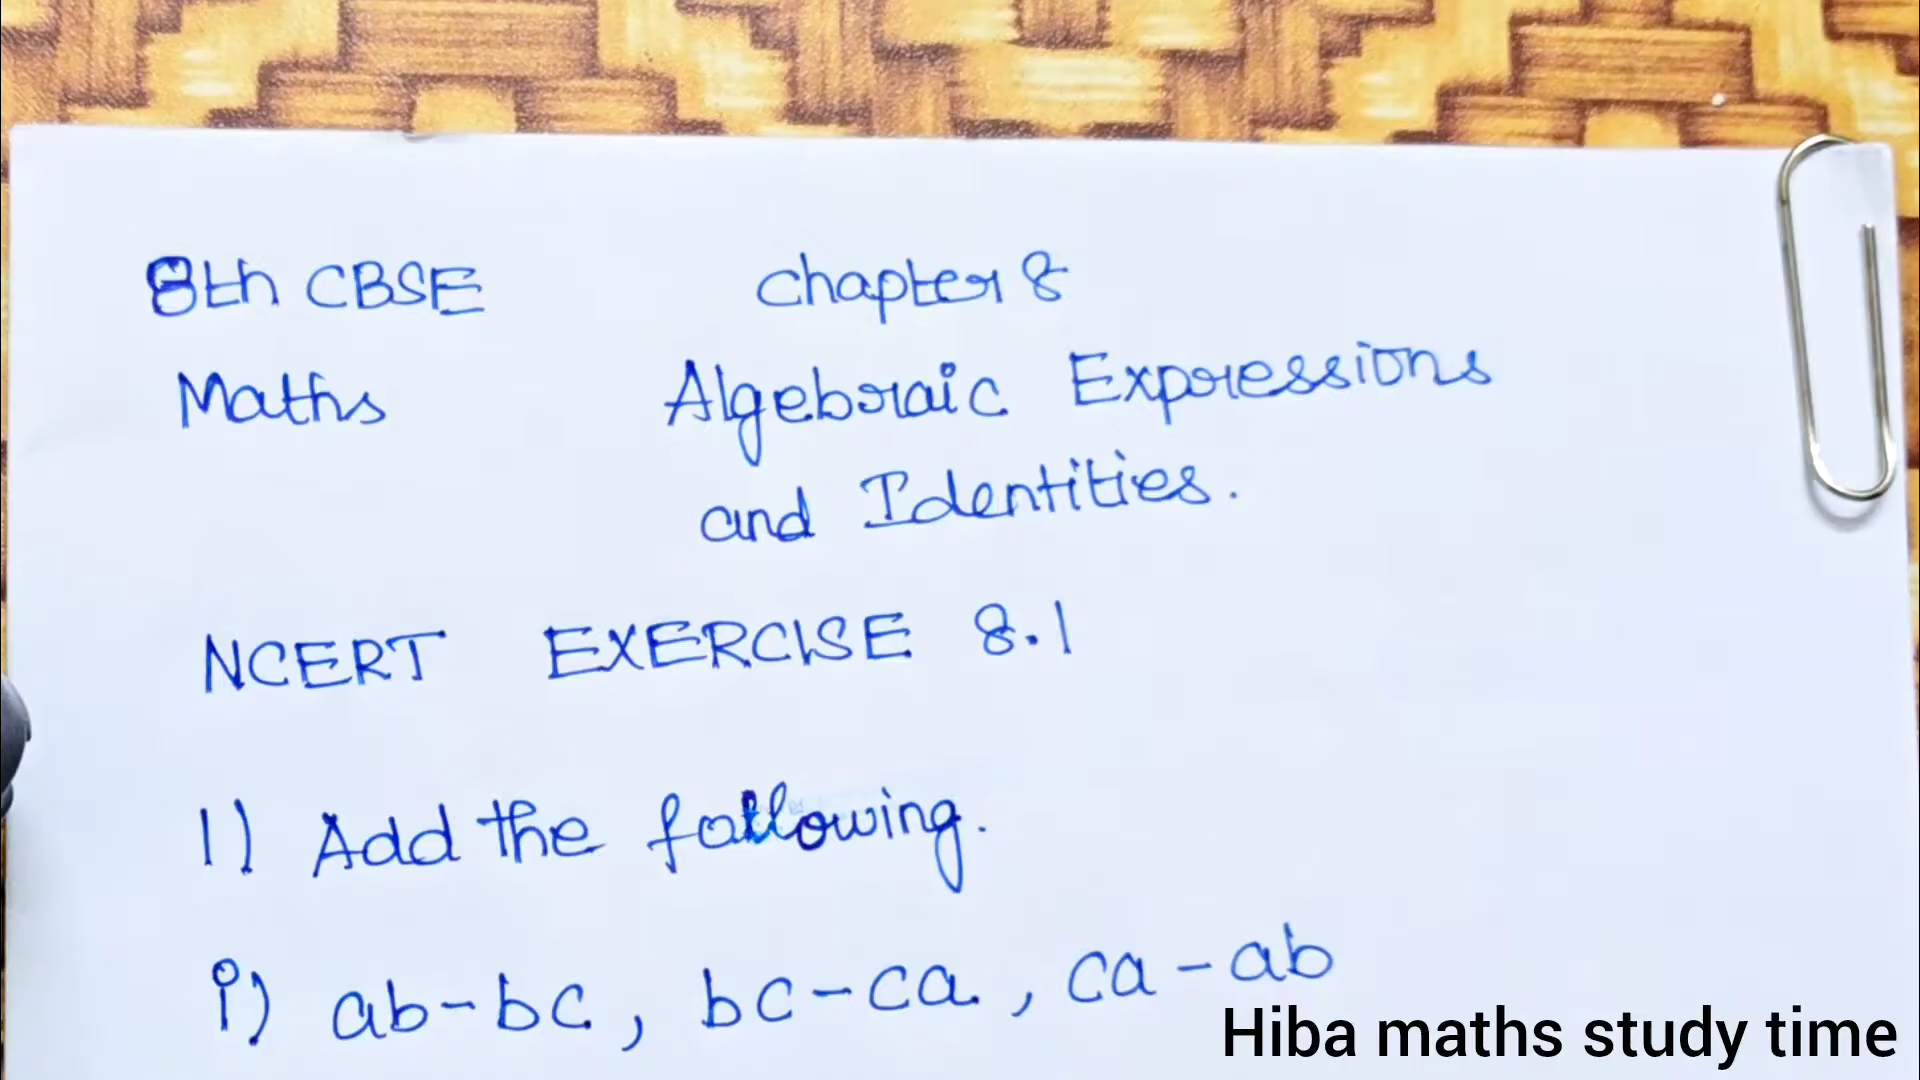 8th CBSE Chapter 8
Maths Algebraic Expressions
and Identities.
NCERT EXERCISE 8.1
1) Add the following.
i) ab-bc, bc-ca, ca-ab
Hiba maths study time